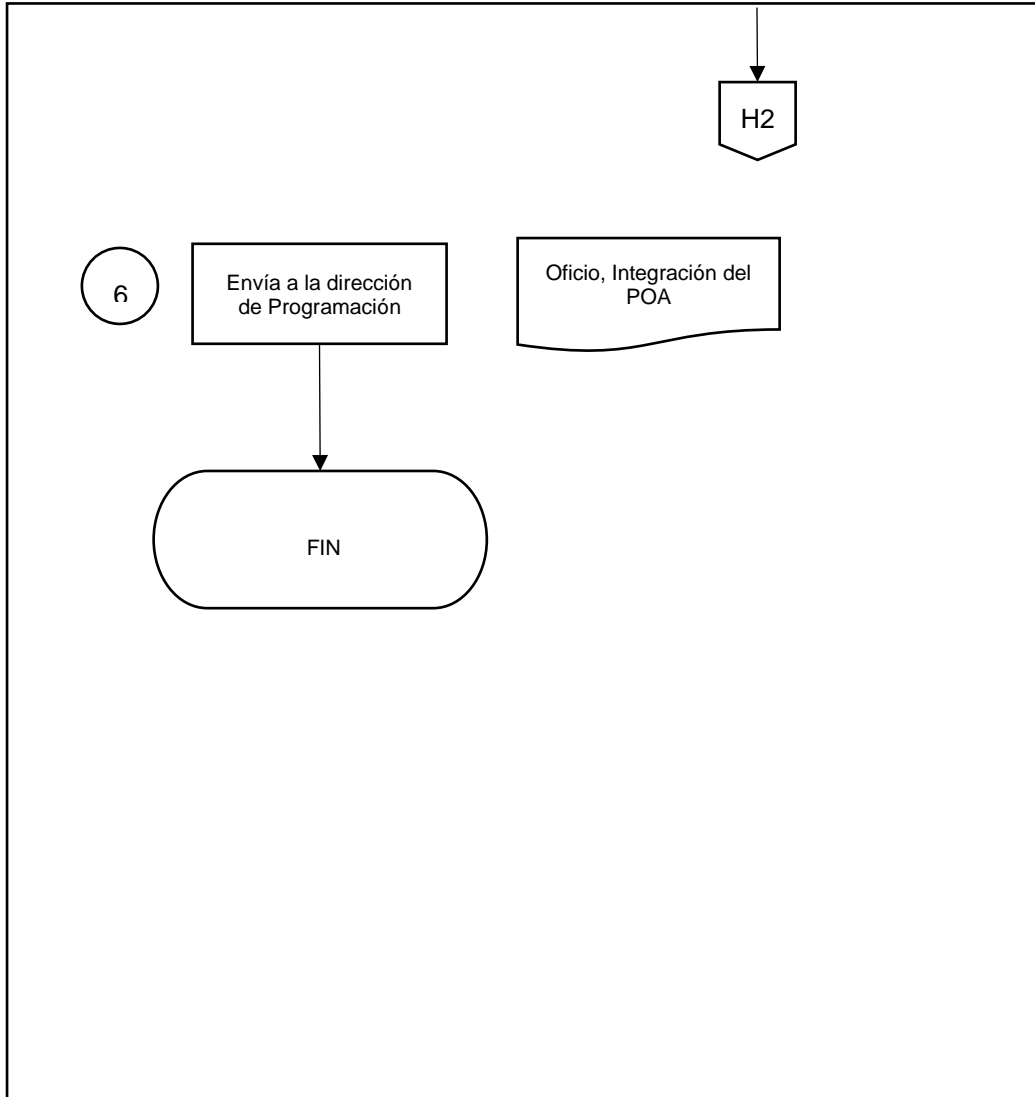 H2
6
Envía a la dirección
de Programación
Oficio, Integración del
POA
FIN